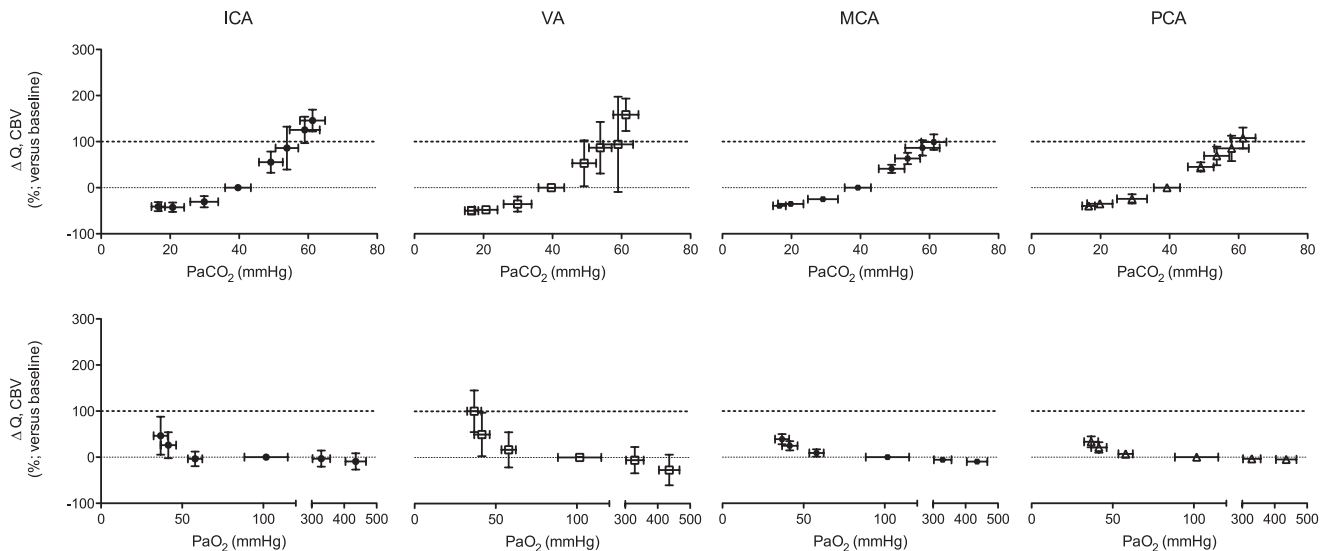 ICA VA MCA PCA
Δ Q, CBV
(%; versus baseline)
300
200
100
0
-100
0 20 40 60 80 0 20 40 60 80 0 20 40 60 80 0 20 40 60 80
PaCO₂ (mmHg) PaCO₂ (mmHg) PaCO₂ (mmHg) PaCO₂ (mmHg)
Δ Q, CBV
(%; versus baseline)
300
200
100
0
-100
0 50 100 300 400 500 0 50 100 300 400 500 0 50 100 300 400 500 0 50 100 300 400 500
PaO₂ (mmHg) PaO₂ (mmHg) PaO₂ (mmHg) PaO₂ (mmHg)